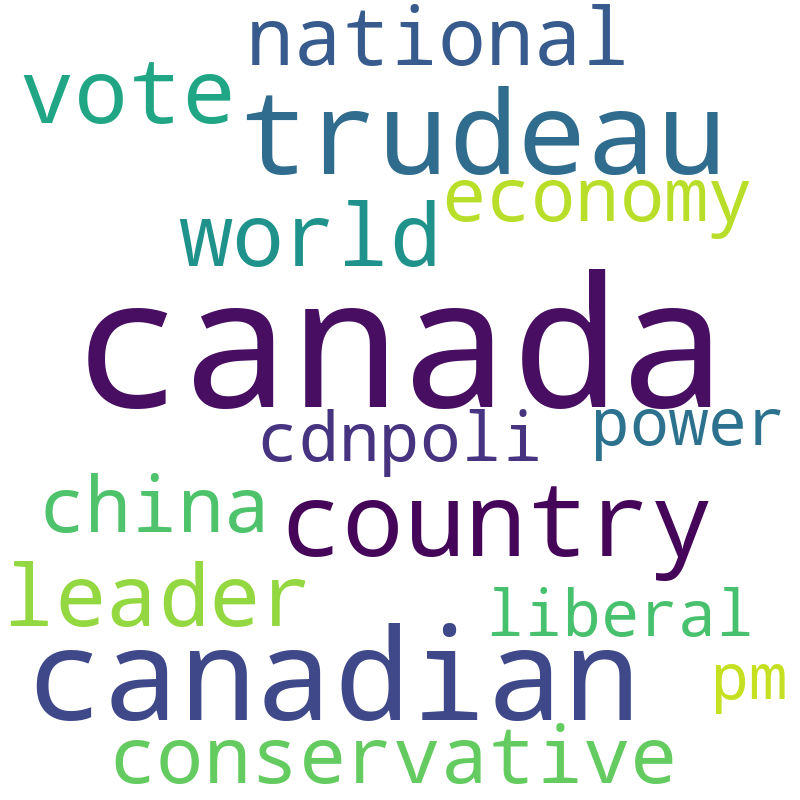 national
vote
trudeau
economy
world
canada
cdnpoli
power
china
country
leader
liberal
canadian
pm
conservative